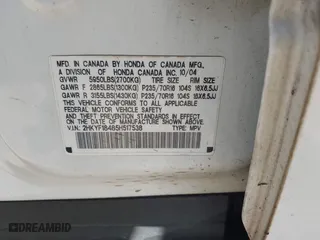 MFD. IN CANADA BY HONDA OF CANADA MFG.,
A DIVISION OF HONDA CANADA INC. 10/04
GVWR 5950LBS(2700KG) TIRE SIZE RIM SIZE
GAWR F 2865LBS(1300KG) P235/70R16 104S 16X6.5JJ
GAWR R 3155LBS(1430KG) P235/70R16 104S 16X6.5JJ
THIS VEHICLE CONFORMS TO ALL APPLICABLE FEDERAL
MOTOR VEHICLE SAFETY AND THEFT PREVENTION STANDARDS
IN EFFECT ON THE DATE OF MANUFACTURE SHOWN ABOVE.
V.I.N.: 2HKYF18465H517538 TYPE: MPV
DREAMBID